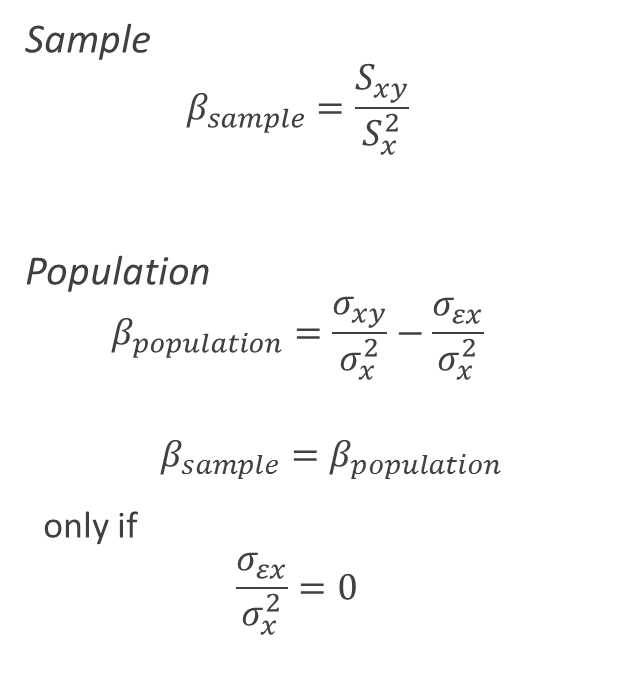 Sample
β_sample = S_xy / S_x^2
Population
β_population = σ_xy / σ_x^2 − σ_εx / σ_x^2
β_sample = β_population
only if
σ_εx / σ_x^2 = 0